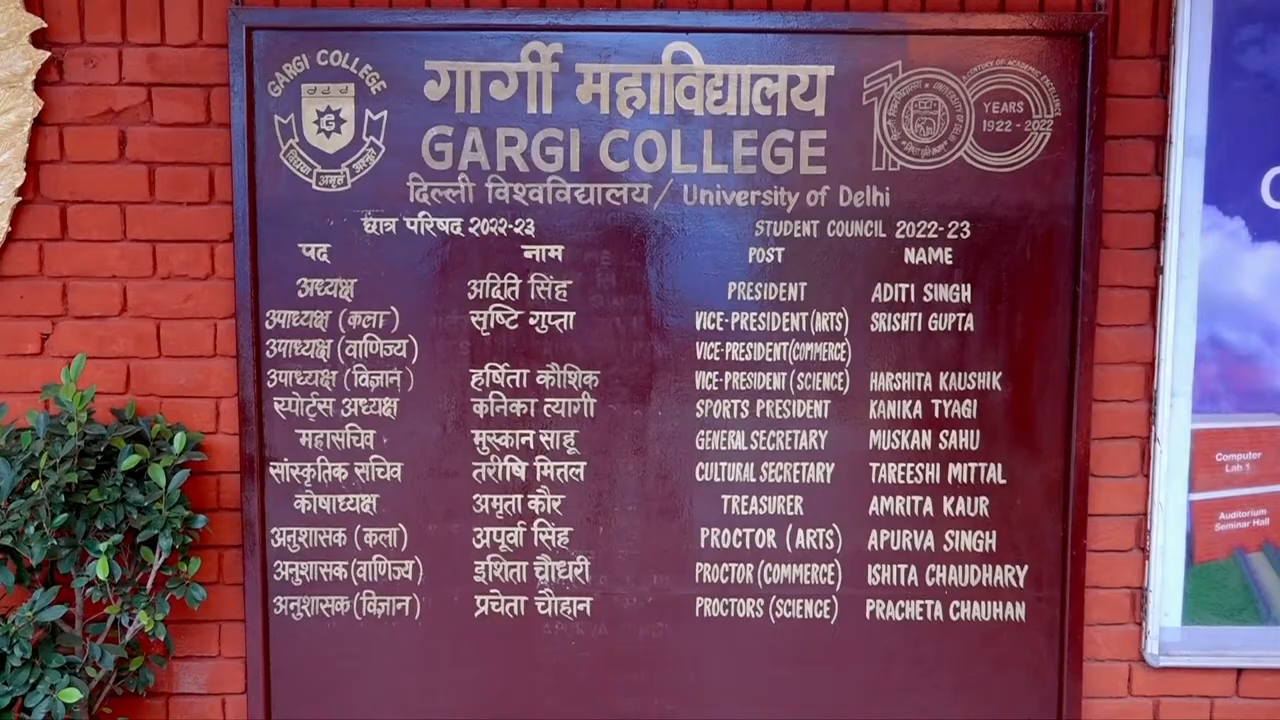 GARGI COLLEGE
गार्गी महाविद्यालय
GARGI COLLEGE
दिल्ली विश्वविद्यालय / University of Delhi
YEARS
1922 - 2022
छात्र परिषद २०२२-२३ STUDENT COUNCIL 2022-23
पद नाम POST NAME
अध्यक्ष अदिति सिंह PRESIDENT ADITI SINGH
उपाध्यक्ष (कला) सृष्टि गुप्ता VICE-PRESIDENT (ARTS) SRISHTI GUPTA
उपाध्यक्ष (वाणिज्य) VICE-PRESIDENT (COMMERCE)
उपाध्यक्ष (विज्ञान) हर्षिता कौशिक VICE-PRESIDENT (SCIENCE) HARSHITA KAUSHIK
स्पोर्ट्स अध्यक्ष कनिका त्यागी SPORTS PRESIDENT KANIKA TYAGI
महासचिव मुस्कान साहू GENERAL SECRETARY MUSKAN SAHU
सांस्कृतिक सचिव तरीषि मितल CULTURAL SECRETARY TAREESHI MITTAL
कोषाध्यक्ष अमृता कौर TREASURER AMRITA KAUR
अनुशासक (कला) अपूर्वा सिंह PROCTOR (ARTS) APURVA SINGH
अनुशासक (वाणिज्य) इशिता चौधरी PROCTOR (COMMERCE) ISHITA CHAUDHARY
अनुशासक (विज्ञान) प्रचेता चौहान PROCTORS (SCIENCE) PRACHETA CHAUHAN
Computer
Lab 1
Auditorium
Seminar Hall